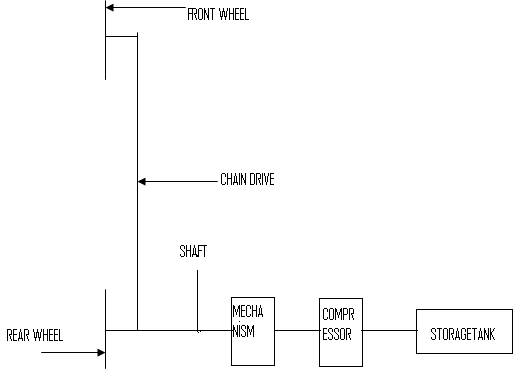 FRONT WHEEL
CHAIN DRIVE
SHAFT
MECHA
NISM
COMPR
ESSOR
STORAGETANK
REAR WHEEL